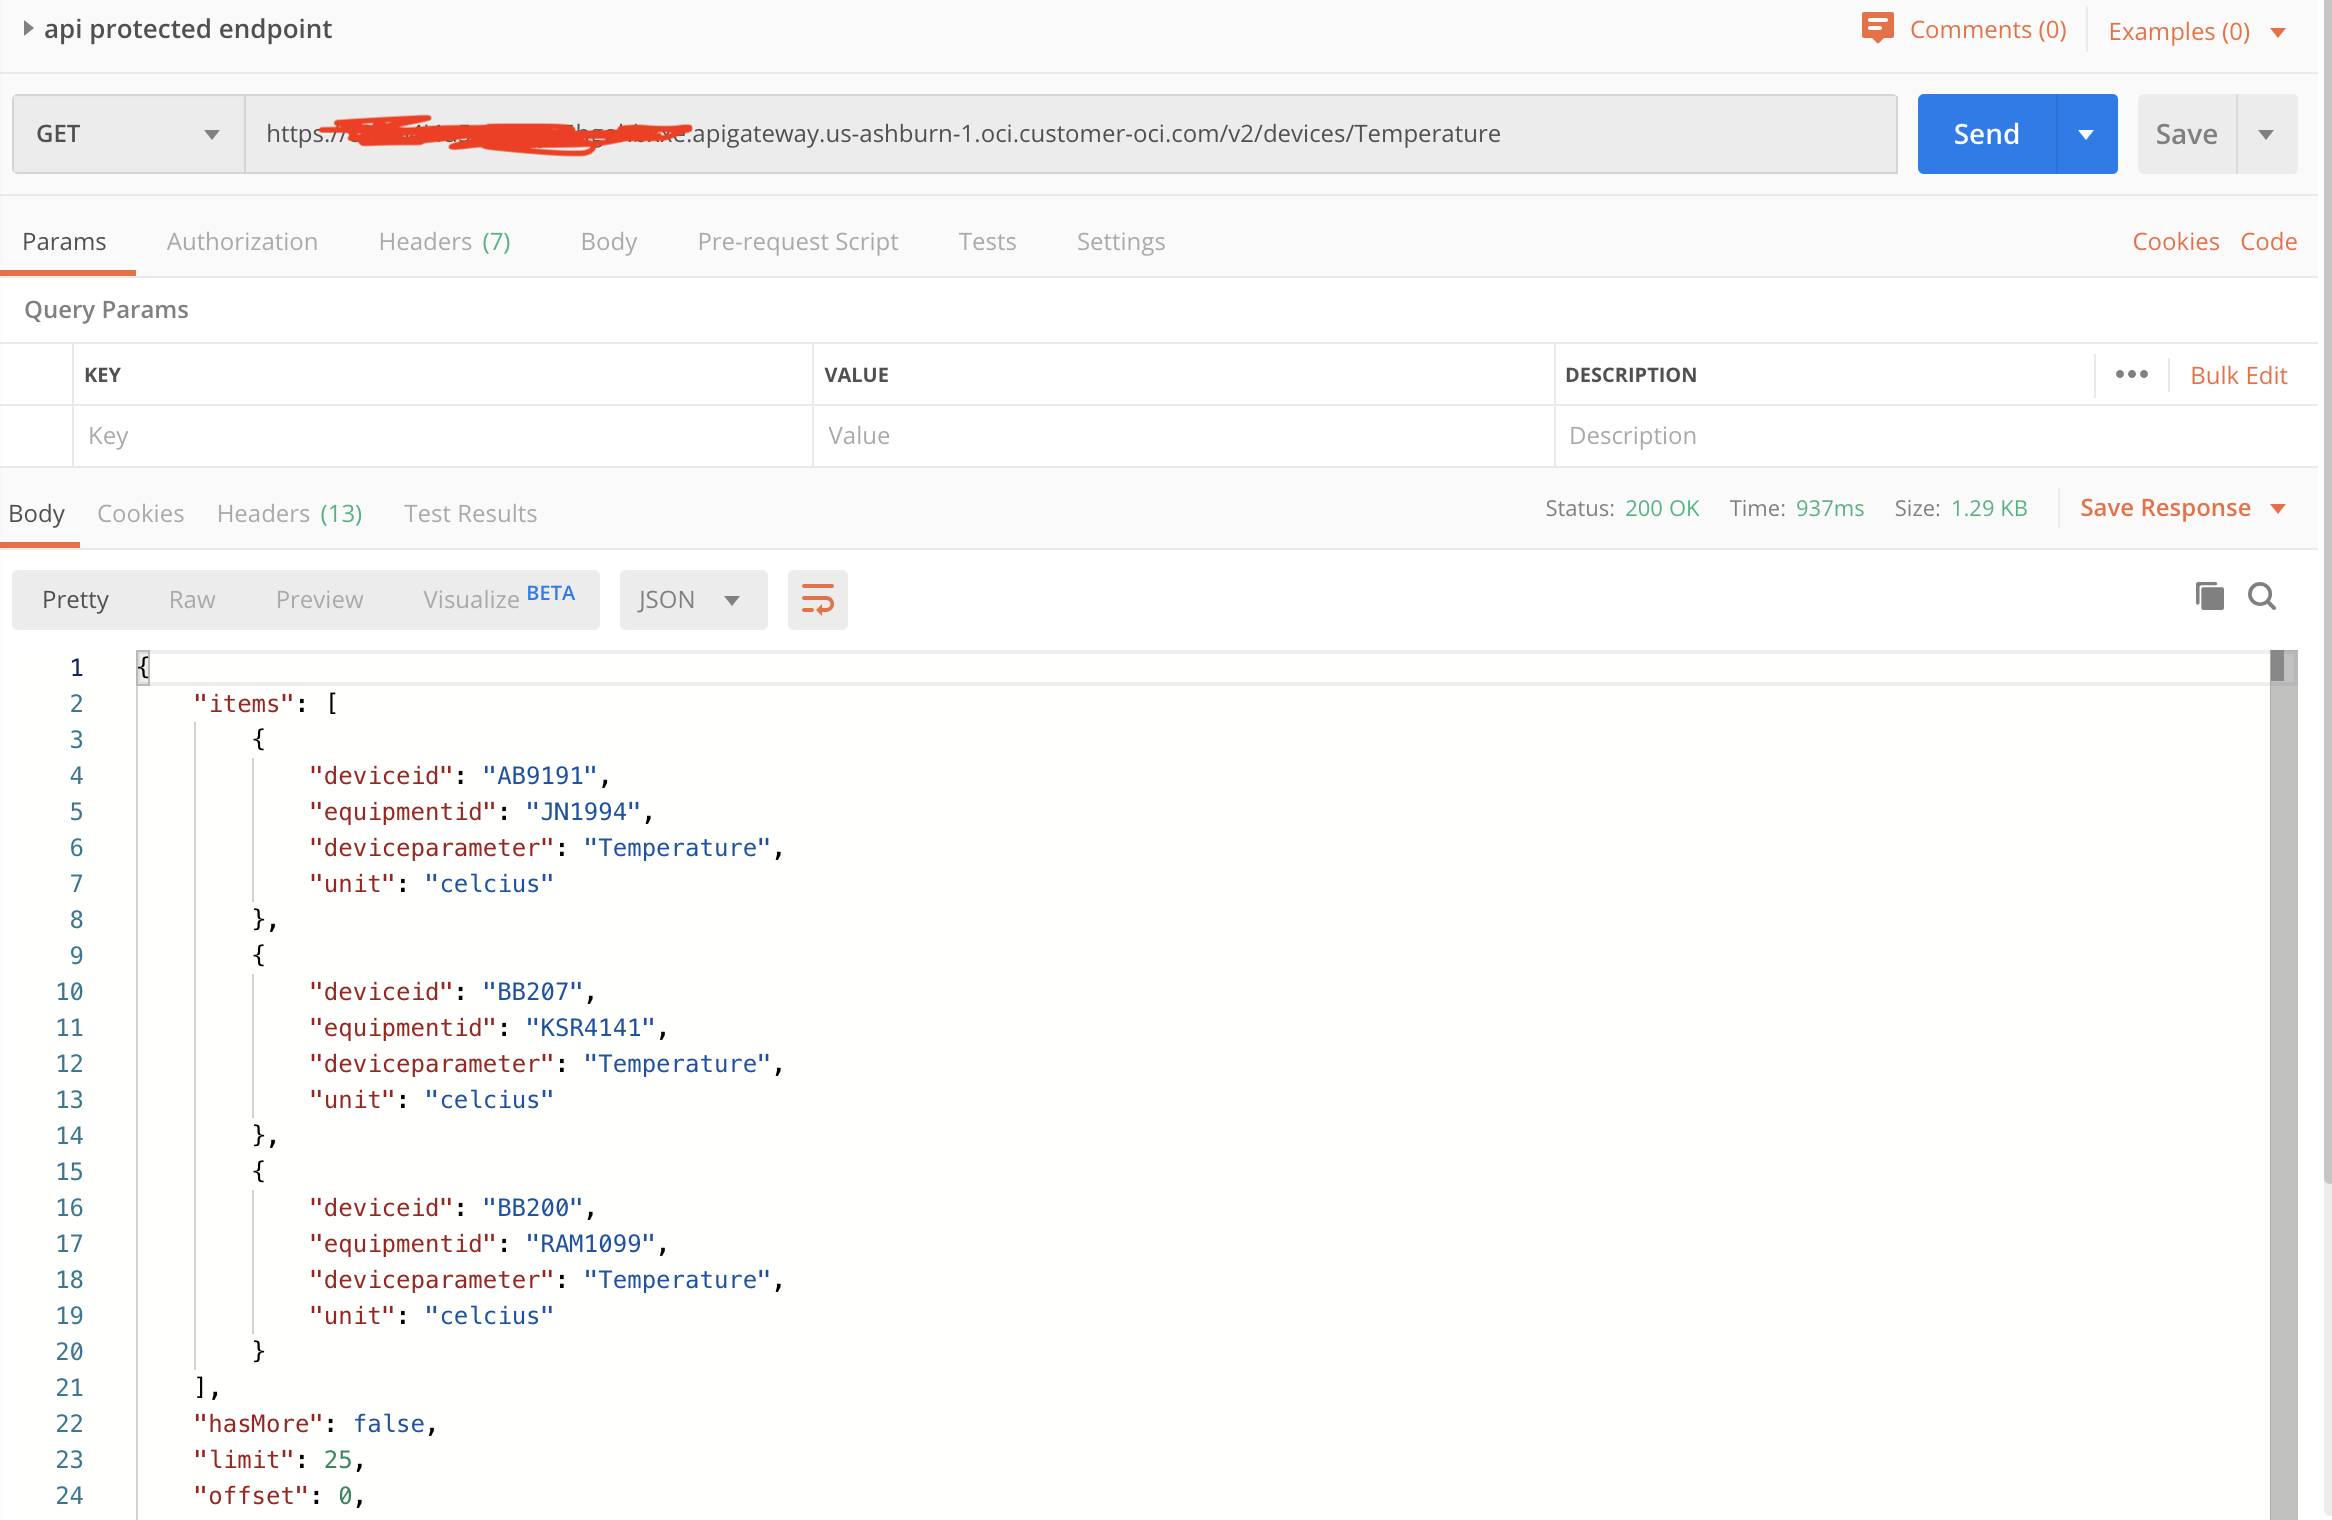 api protected endpoint
Comments (0) Examples (0)
GET https:// .apigateway.us-ashburn-1.oci.customer-oci.com/v2/devices/Temperature Send Save
Params Authorization Headers (7) Body Pre-request Script Tests Settings Cookies Code
Query Params
KEY VALUE DESCRIPTION Bulk Edit
Key Value Description
Body Cookies Headers (13) Test Results Status: 200 OK Time: 937ms Size: 1.29 KB Save Response
Pretty Raw Preview Visualize BETA JSON
1 {
2 "items": [
3 {
4 "deviceid": "AB9191",
5 "equipmentid": "JN1994",
6 "deviceparameter": "Temperature",
7 "unit": "celcius"
8 },
9 {
10 "deviceid": "BB207",
11 "equipmentid": "KSR4141",
12 "deviceparameter": "Temperature",
13 "unit": "celcius"
14 },
15 {
16 "deviceid": "BB200",
17 "equipmentid": "RAM1099",
18 "deviceparameter": "Temperature",
19 "unit": "celcius"
20 }
21 ],
22 "hasMore": false,
23 "limit": 25,
24 "offset": 0,